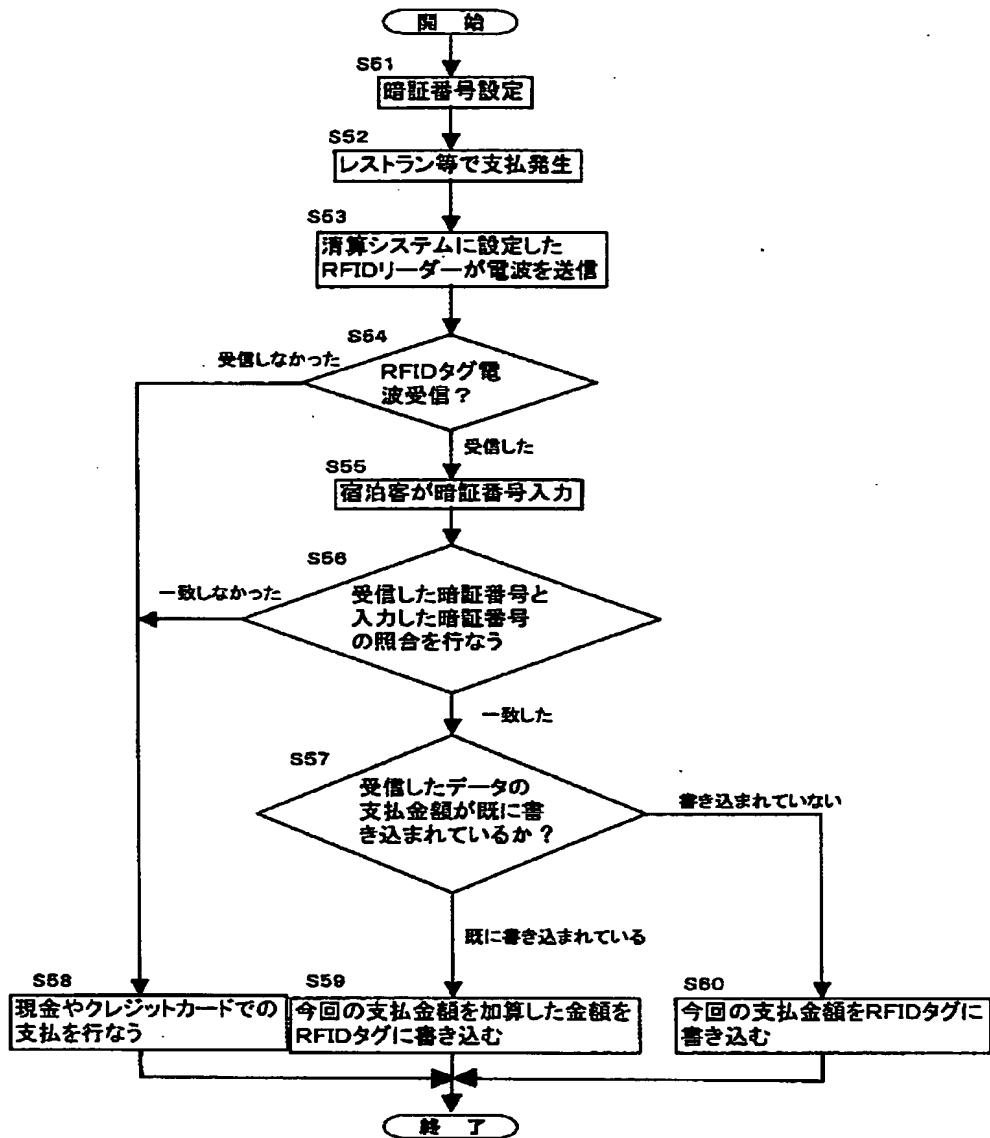 開 始
S51
暗証番号設定
S52
レストラン等で支払発生
S53
清算システムに設定した
RFIDリーダーが電波を送信
S54
受信しなかった
RFIDタグ電
波受信？
受信した
S55
宿泊客が暗証番号入力
S56
一致しなかった
受信した暗証番号と
入力した暗証番号
の照合を行なう
一致した
S57
受信したデータの
支払金額が既に書
き込まれているか？
書き込まれていない
既に書き込まれている
S58
現金やクレジットカードでの
支払を行なう
S59
今回の支払金額を加算した金額を
RFIDタグに書き込む
S60
今回の支払金額をRFIDタグに
書き込む
終 了